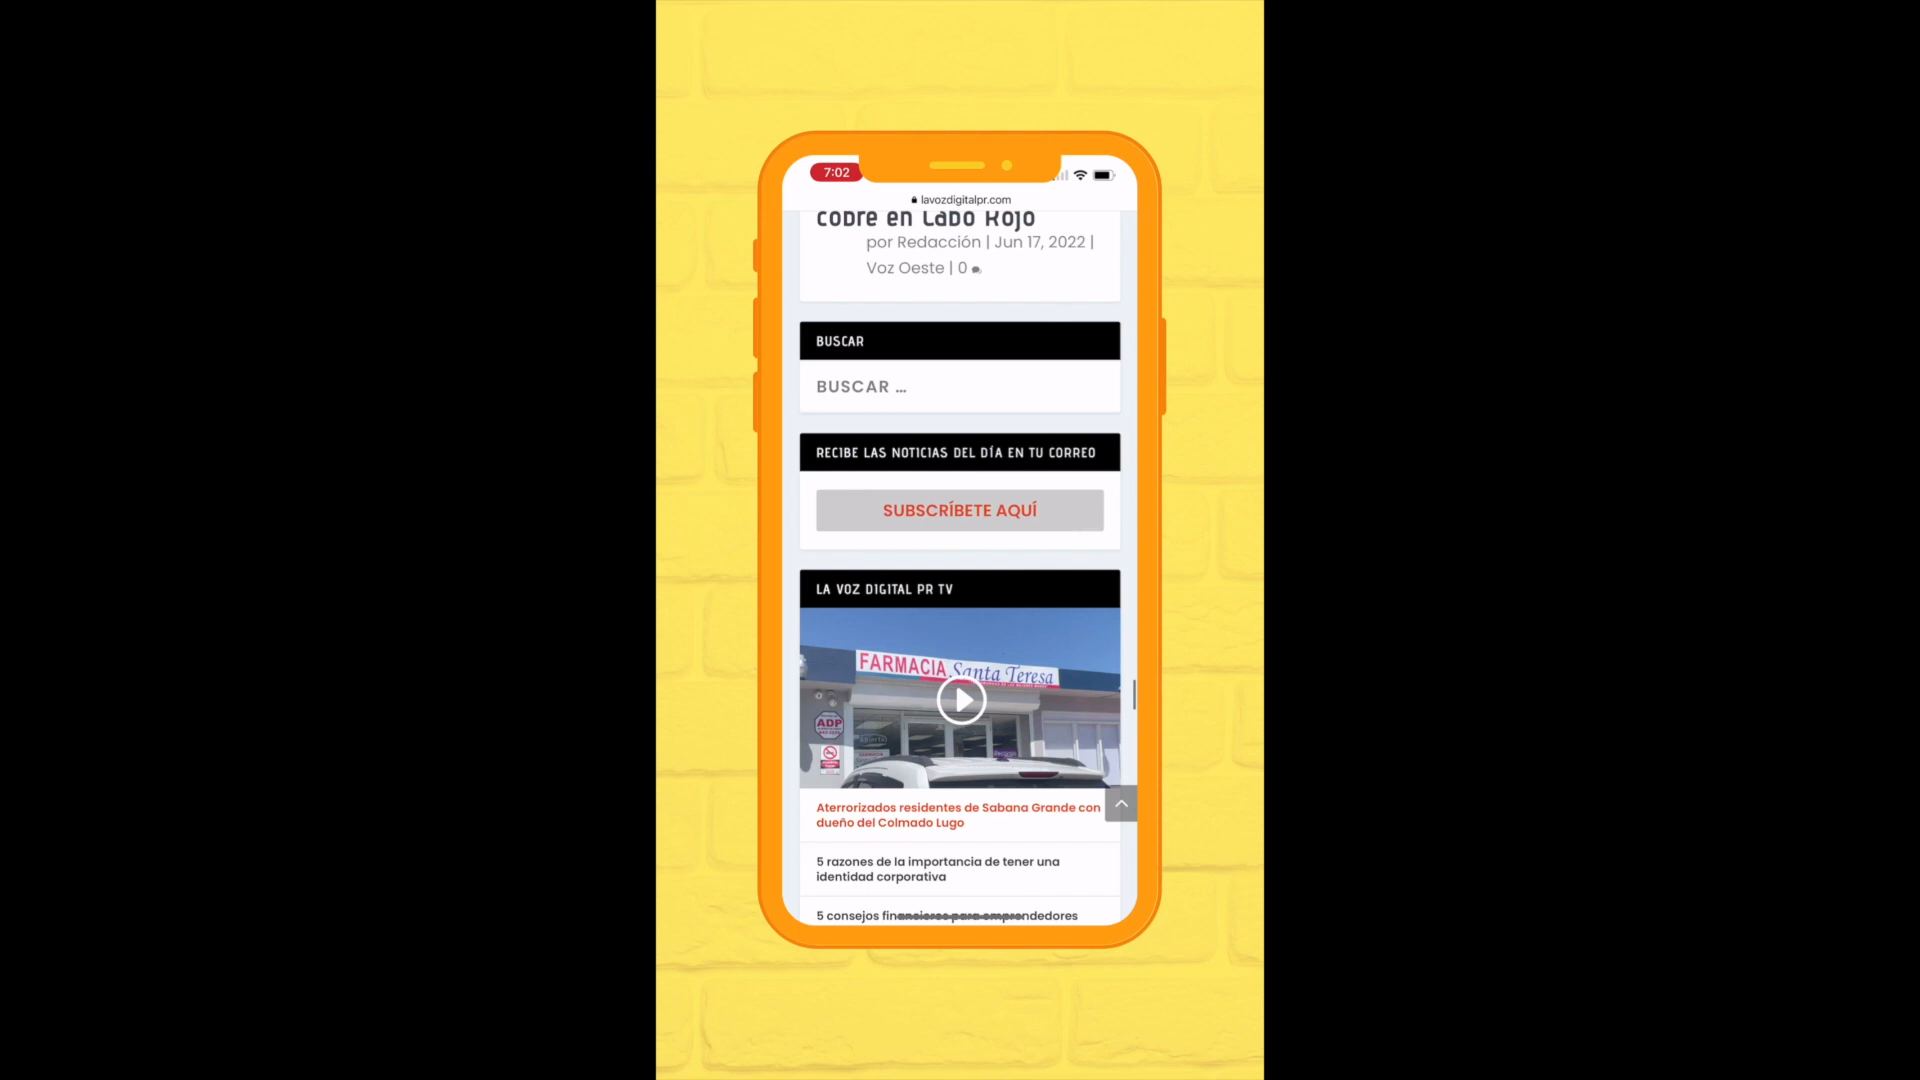 7:02
lavozdigitalpr.com
cobre en Cabo Rojo
por Redacción | Jun 17, 2022 |
Voz Oeste | 0
BUSCAR
BUSCAR ...
RECIBE LAS NOTICIAS DEL DÍA EN TU CORREO
SUBSCRÍBETE AQUÍ
LA VOZ DIGITAL PR TV
FARMACIA Santa Teresa
ADP
abierto
Aterrorizados residentes de Sabana Grande con
dueño del Colmado Lugo
5 razones de la importancia de tener una
identidad corporativa
5 consejos financieros para emprendedores